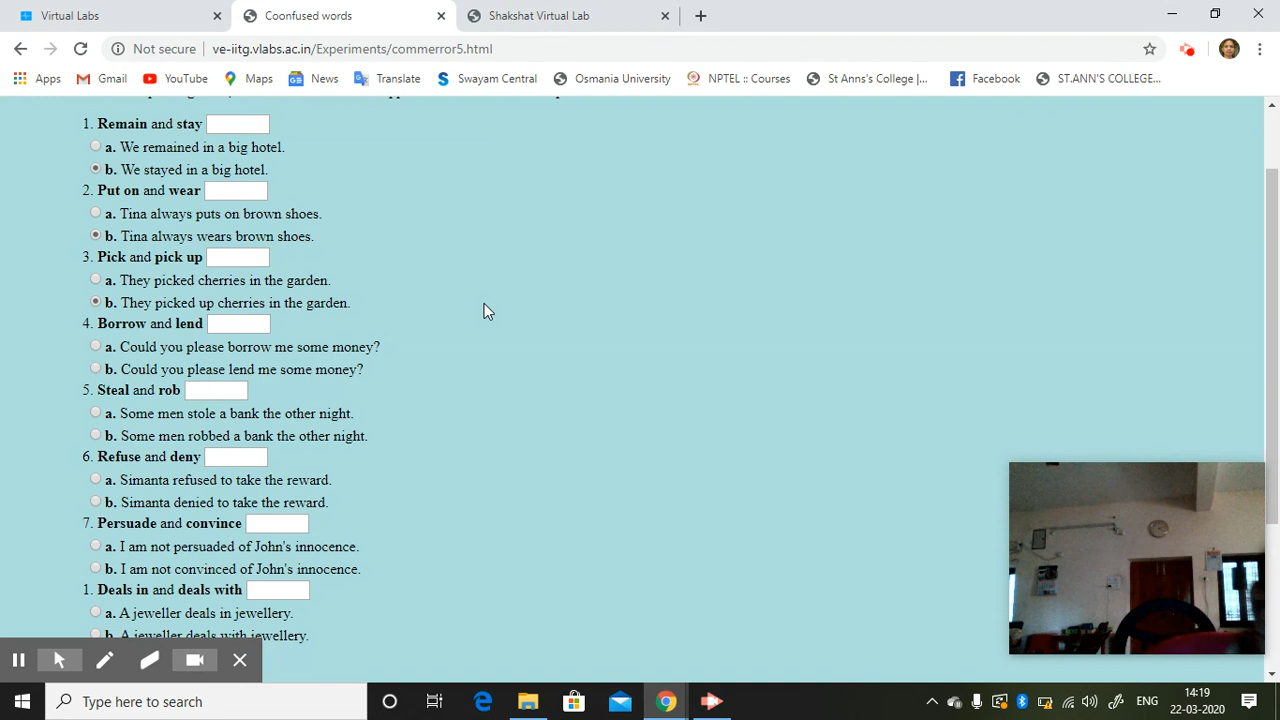 Virtual Labs
Coonfused words
Shakshat Virtual Lab
Not secure
ve-iitg.vlabs.ac.in/Experiments/commerror5.html
Apps
Gmail
YouTube
Maps
News
Translate
Swayam Central
Osmania University
NPTEL :: Courses
St Anns's College |...
Facebook
ST.ANN'S COLLEGE...
1. Remain and stay
a. We remained in a big hotel.
b. We stayed in a big hotel.
2. Put on and wear
a. Tina always puts on brown shoes.
b. Tina always wears brown shoes.
3. Pick and pick up
a. They picked cherries in the garden.
b. They picked up cherries in the garden.
4. Borrow and lend
a. Could you please borrow me some money?
b. Could you please lend me some money?
5. Steal and rob
a. Some men stole a bank the other night.
b. Some men robbed a bank the other night.
6. Refuse and deny
a. Simanta refused to take the reward.
b. Simanta denied to take the reward.
7. Persuade and convince
a. I am not persuaded of John's innocence.
b. I am not convinced of John's innocence.
1. Deals in and deals with
a. A jeweller deals in jewellery.
b. A jeweller deals with jewellery.
Type here to search
ENG
14:19
22-03-2020